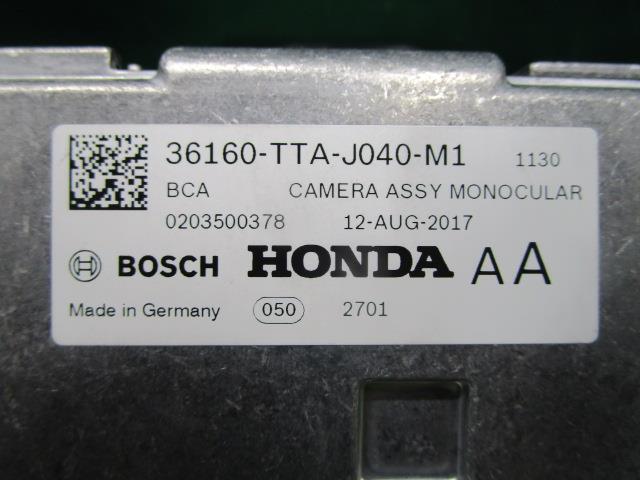 36160-TTA-J040-M1 1130
BCA CAMERA ASSY MONOCULAR
0203500378 12-AUG-2017
BOSCH HONDA A A
Made in Germany 050 2701